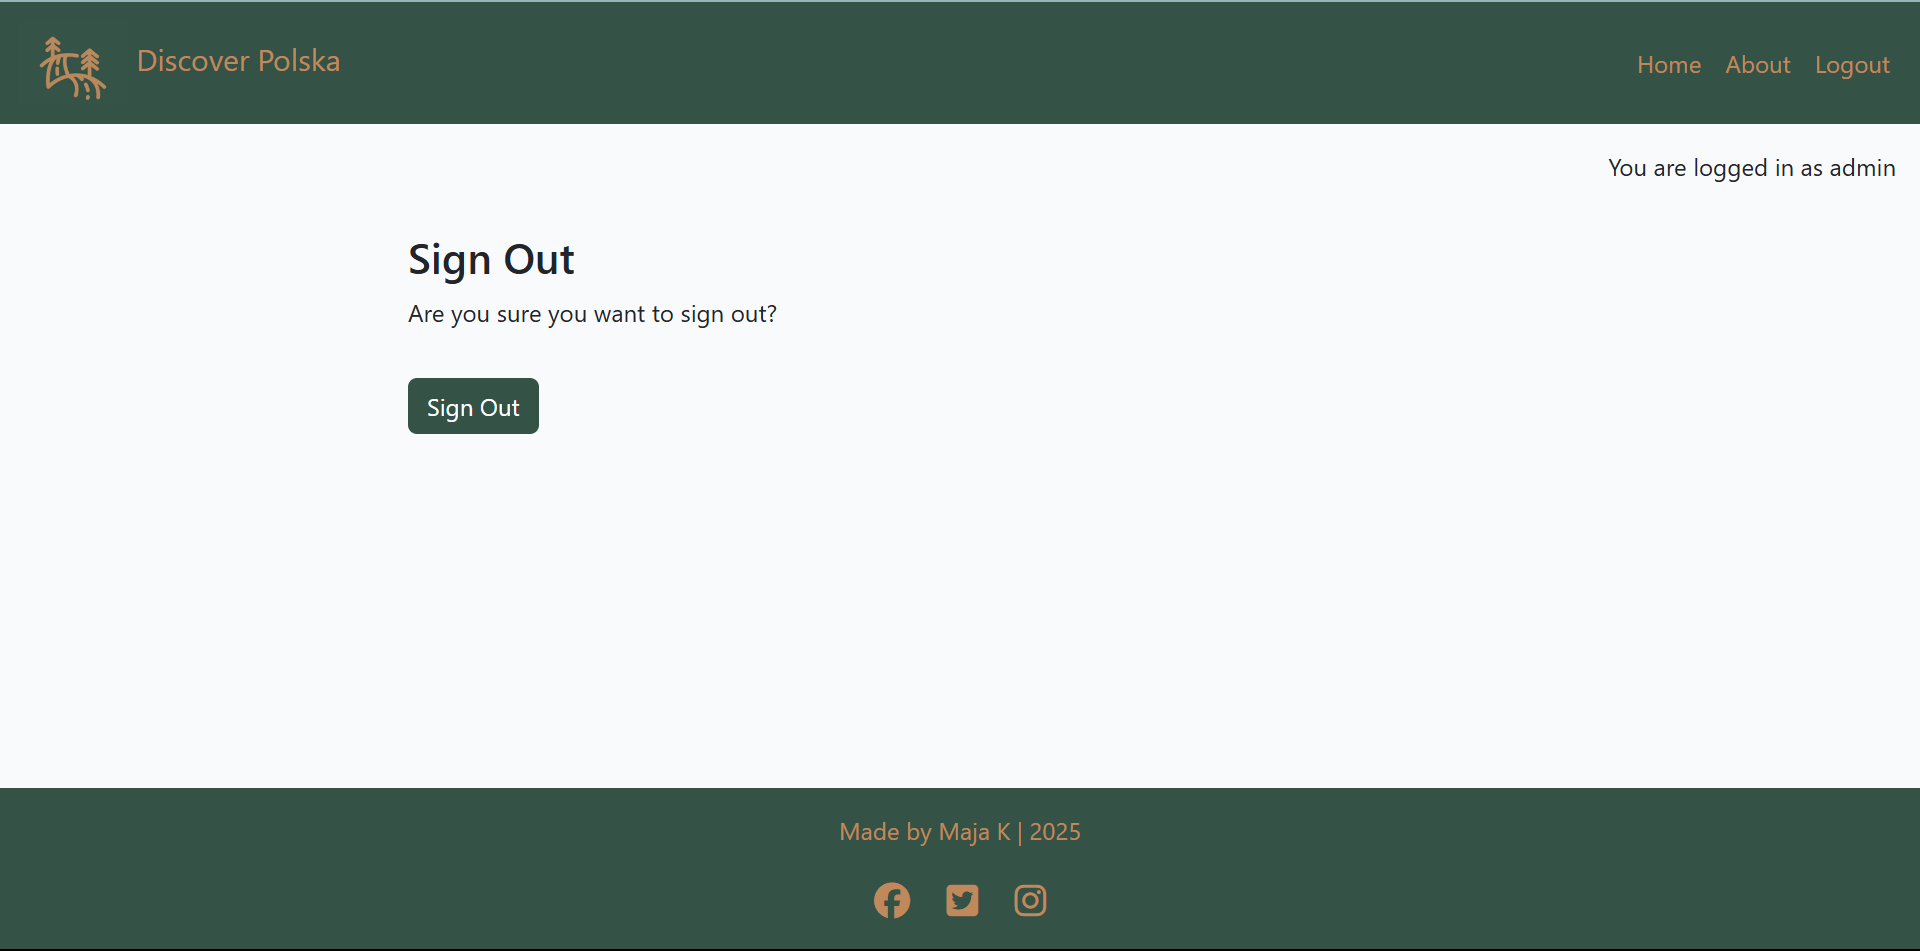 Discover Polska
Home About Logout
You are logged in as admin
Sign Out
Are you sure you want to sign out?
Sign Out
Made by Maja K | 2025